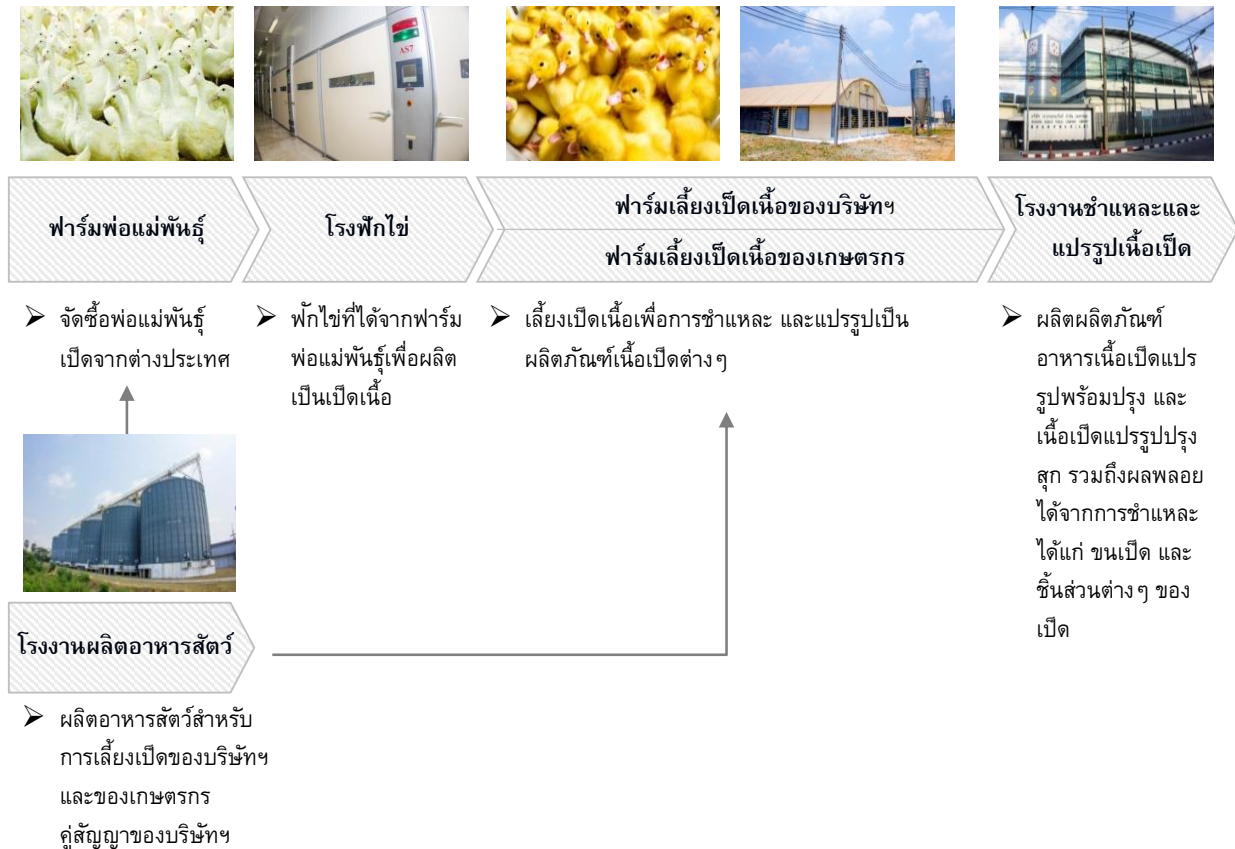 AS7
ฟาร์มพ่อแม่พันธุ์
โรงฟักไข่
ฟาร์มเลี้ยงเป็ดเนื้อของบริษัทฯ
ฟาร์มเลี้ยงเป็ดเนื้อของเกษตรกร
โรงงานชำแหละและ
แปรรูปเนื้อเป็ด
➢ จัดซื้อพ่อแม่พันธุ์
เป็ดจากต่างประเทศ
➢ ฟักไข่ที่ได้จากฟาร์ม
พ่อแม่พันธุ์เพื่อผลิต
เป็นเป็ดเนื้อ
➢ เลี้ยงเป็ดเนื้อเพื่อการชำแหละ และแปรรูปเป็น
ผลิตภัณฑ์เนื้อเป็ดต่างๆ
➢ ผลิตผลิตภัณฑ์
อาหารเนื้อเป็ดแปร
รูปพร้อมปรุง และ
เนื้อเป็ดแปรรูปปรุง
สุก รวมถึงผลพลอย
ได้จากการชำแหละ
ได้แก่ ขนเป็ด และ
ชิ้นส่วนต่างๆ ของ
เป็ด
โรงงานผลิตอาหารสัตว์
➢ ผลิตอาหารสัตว์สำหรับ
การเลี้ยงเป็ดของบริษัทฯ
และของเกษตรกร
คู่สัญญาของบริษัทฯ